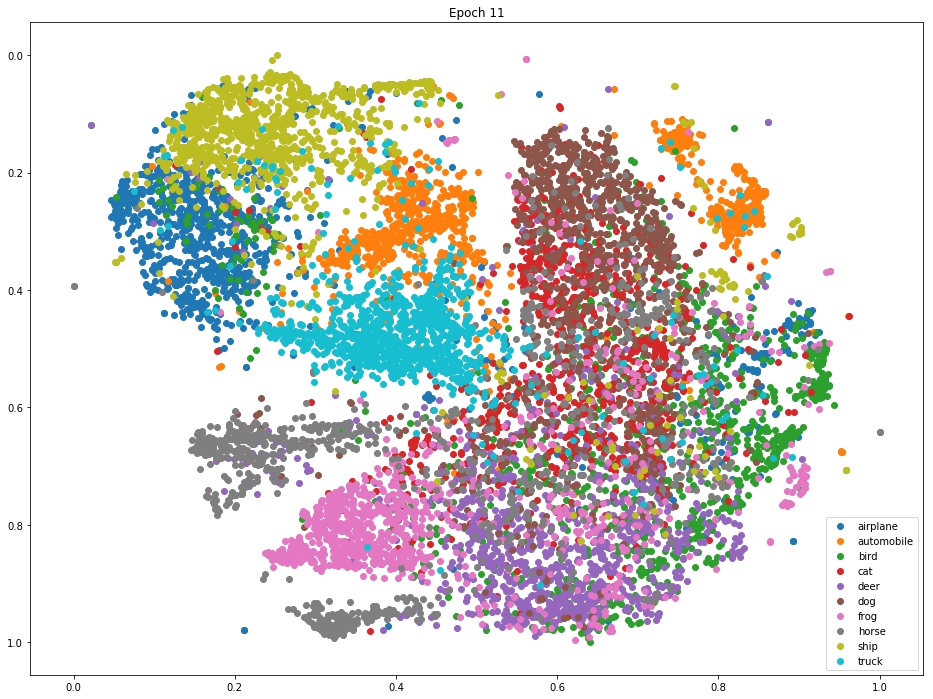 Epoch 11
0.0
0.2
0.4
0.6
0.8
1.0
0.0
0.2
0.4
0.6
0.8
1.0
airplane
automobile
bird
cat
deer
dog
frog
horse
ship
truck